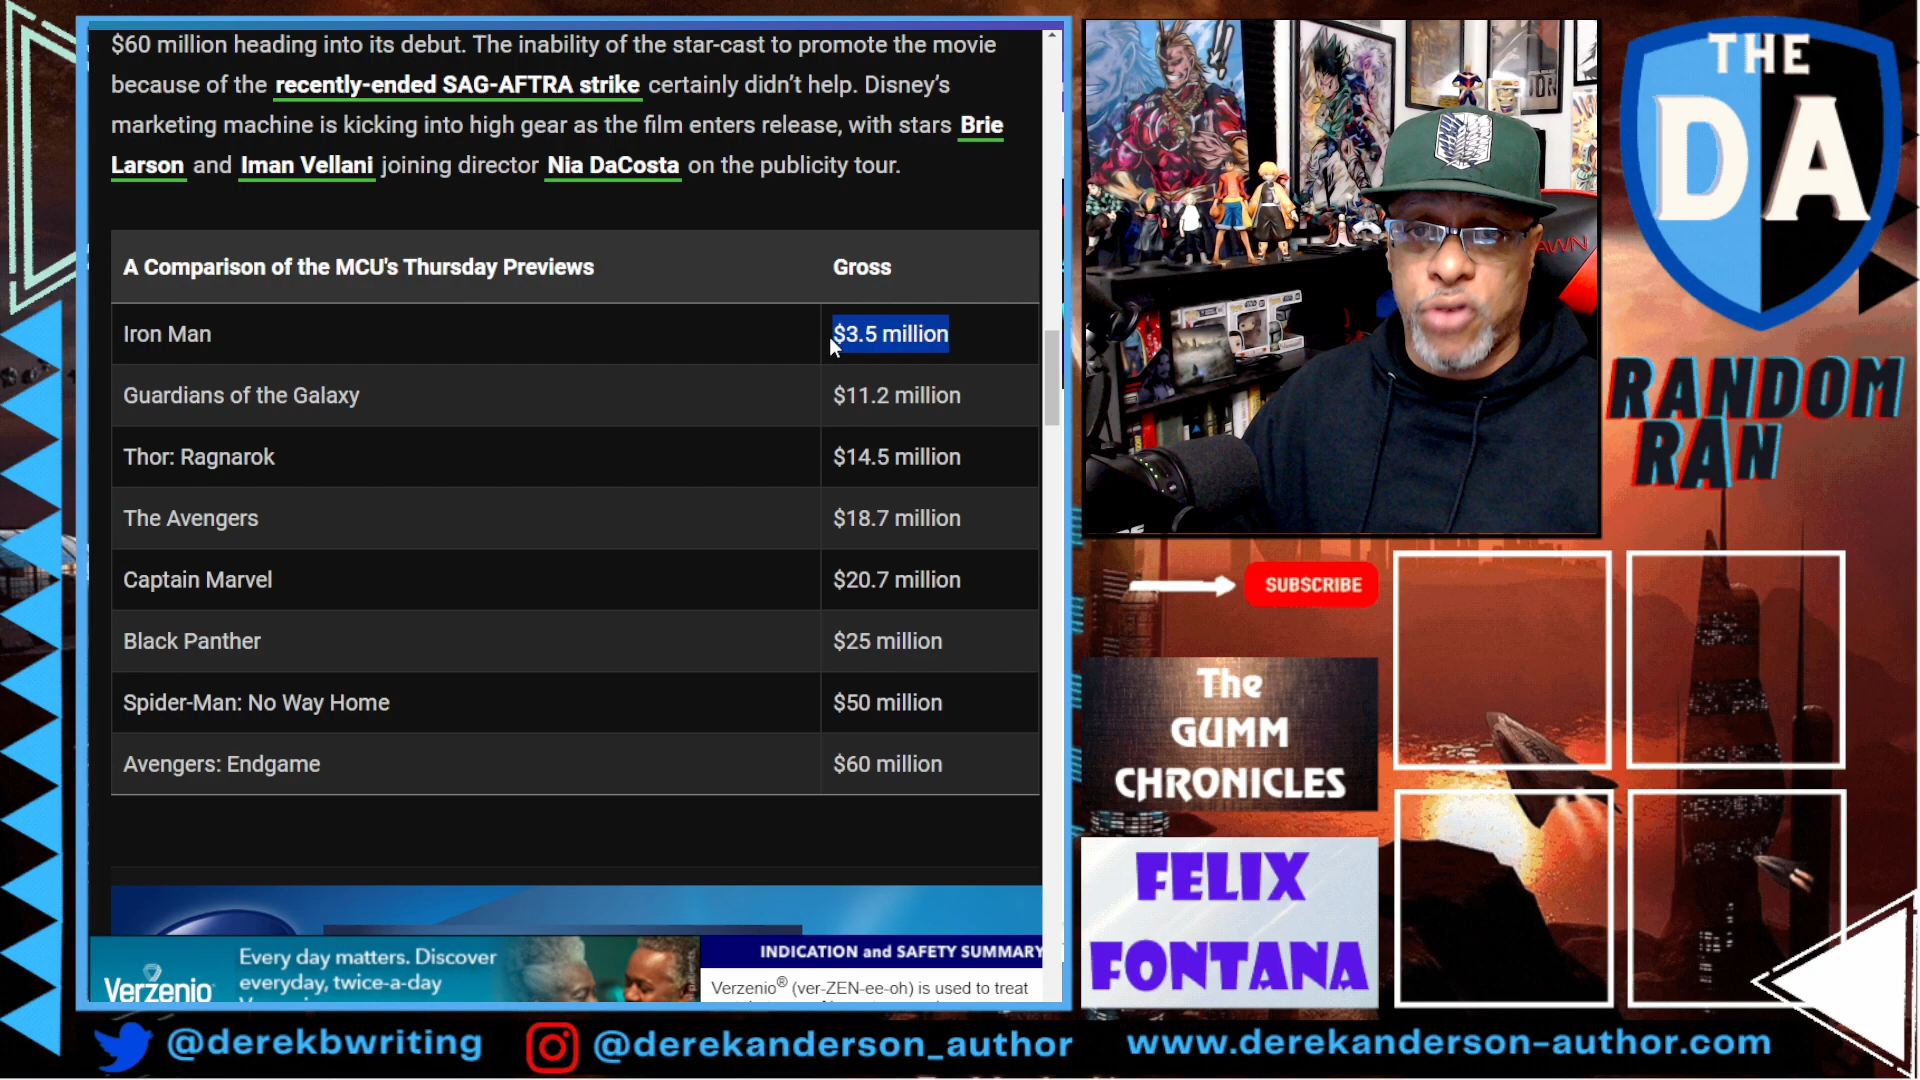 $60 million heading into its debut. The inability of the star-cast to promote the movie
because of the recently-ended SAG-AFTRA strike certainly didn't help. Disney's
marketing machine is kicking into high gear as the film enters release, with stars Brie
Larson and Iman Vellani joining director Nia DaCosta on the publicity tour.
A Comparison of the MCU's Thursday Previews Gross
Iron Man $3.5 million
Guardians of the Galaxy $11.2 million
Thor: Ragnarok $14.5 million
The Avengers $18.7 million
Captain Marvel $20.7 million
Black Panther $25 million
Spider-Man: No Way Home $50 million
Avengers: Endgame $60 million
Every day matters. Discover
everyday, twice-a-day
Verzenio
INDICATION and SAFETY SUMMARY
Verzenio® (ver-ZEN-ee-oh) is used to treat
THE
DA
RANDOM
RAN
SUBSCRIBE
The
GUMM
CHRONICLES
FELIX
FONTANA
@derekbwriting @derekanderson_author www.derekanderson-author.com